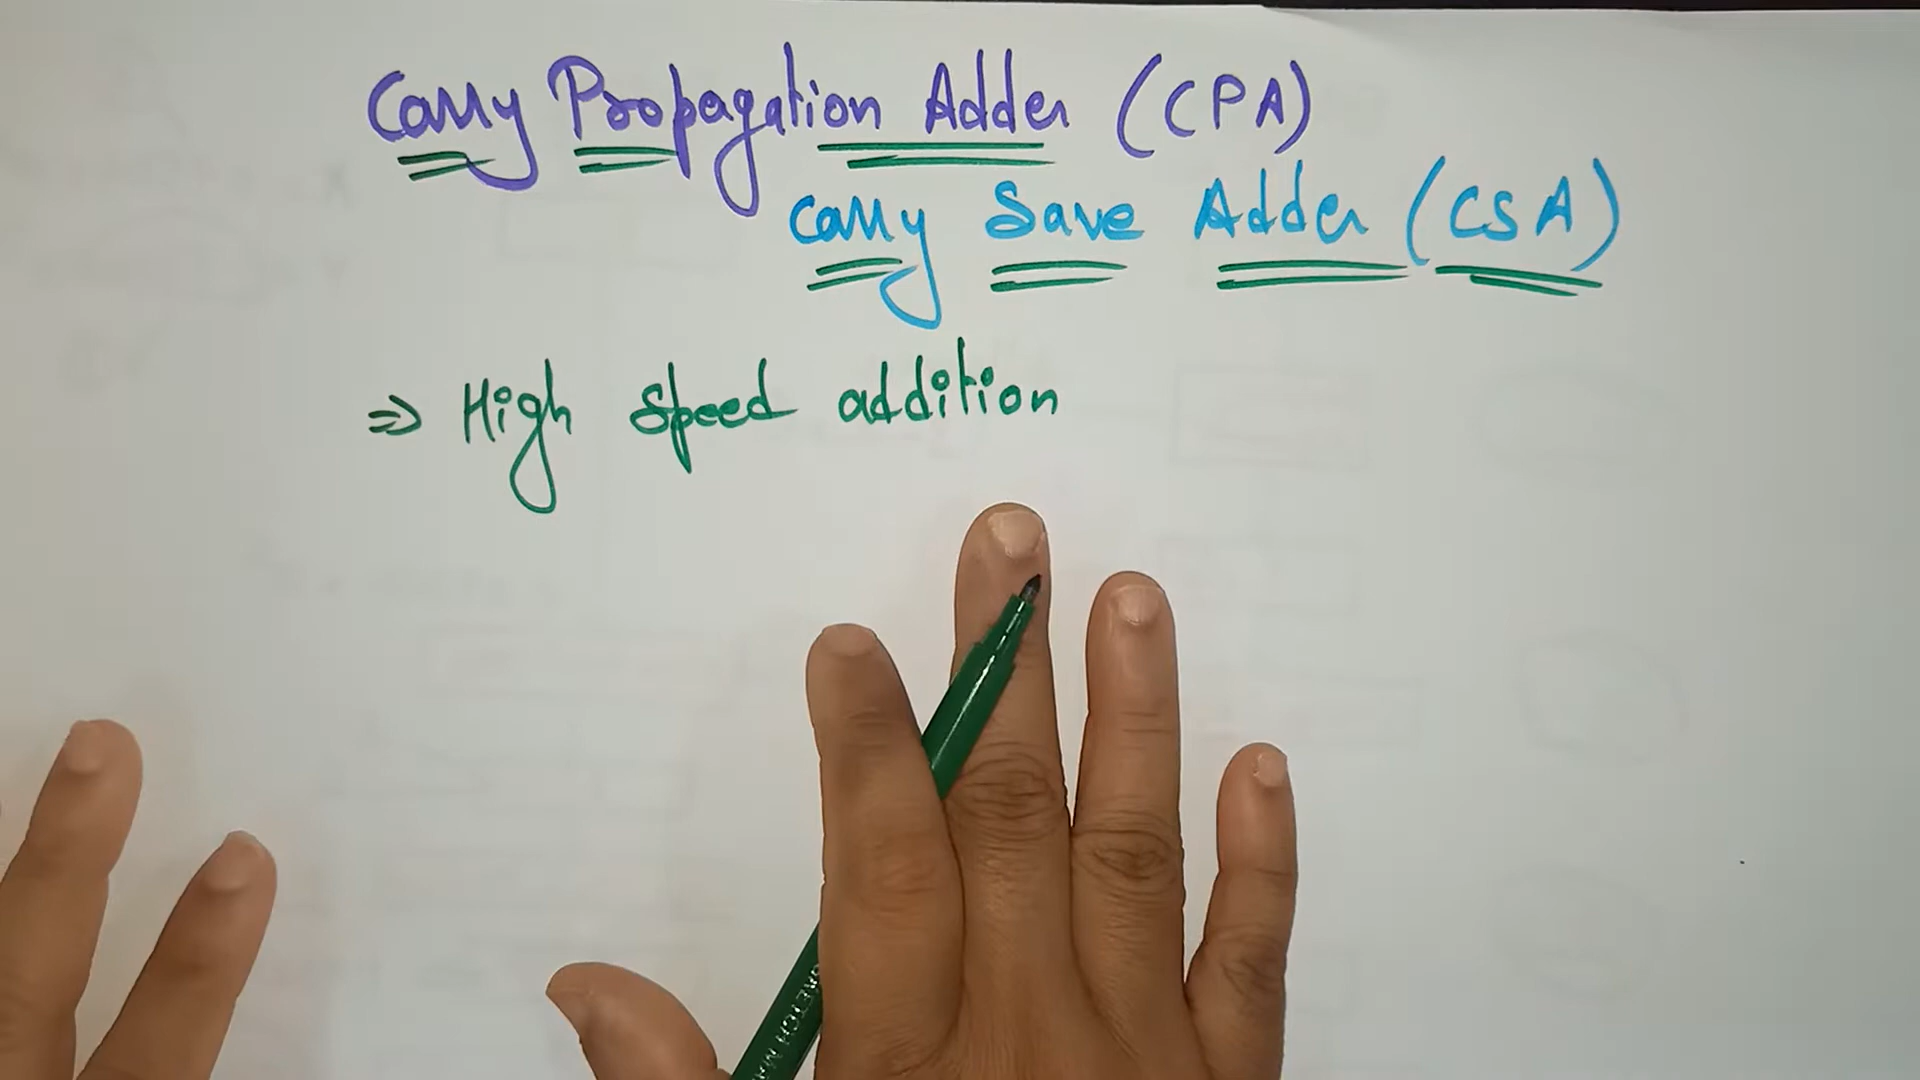 Carry Propagation Adder (CPA)
Carry Save Adder (CSA)
⇒ High speed addition